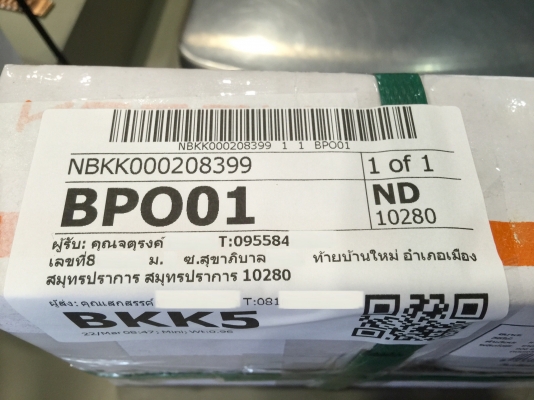 NBKK000208399 1 1 BPO01
NBKK000208399 1 of 1
BPO01 ND
10280
ผู้รับ: คุณจตุรงค์ T:095584
เลขที่8 ม. ซ.สุขาภิบาล ท้ายบ้านใหม่ อำเภอเมือง
สมุทรปราการ สมุทรปราการ 10280
ผู้ส่ง: คุณเสกสรรค์ T:081
BKK5